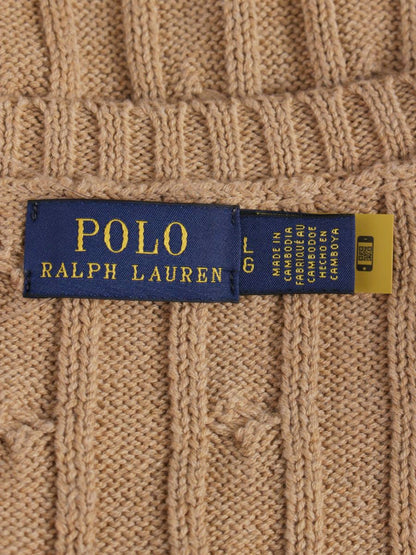 POLO
RALPH LAUREN
L
G
MADE IN
CAMBODIA
FABRIQUÉ AU
CAMBODGE
HECHO EN
CAMBOYA